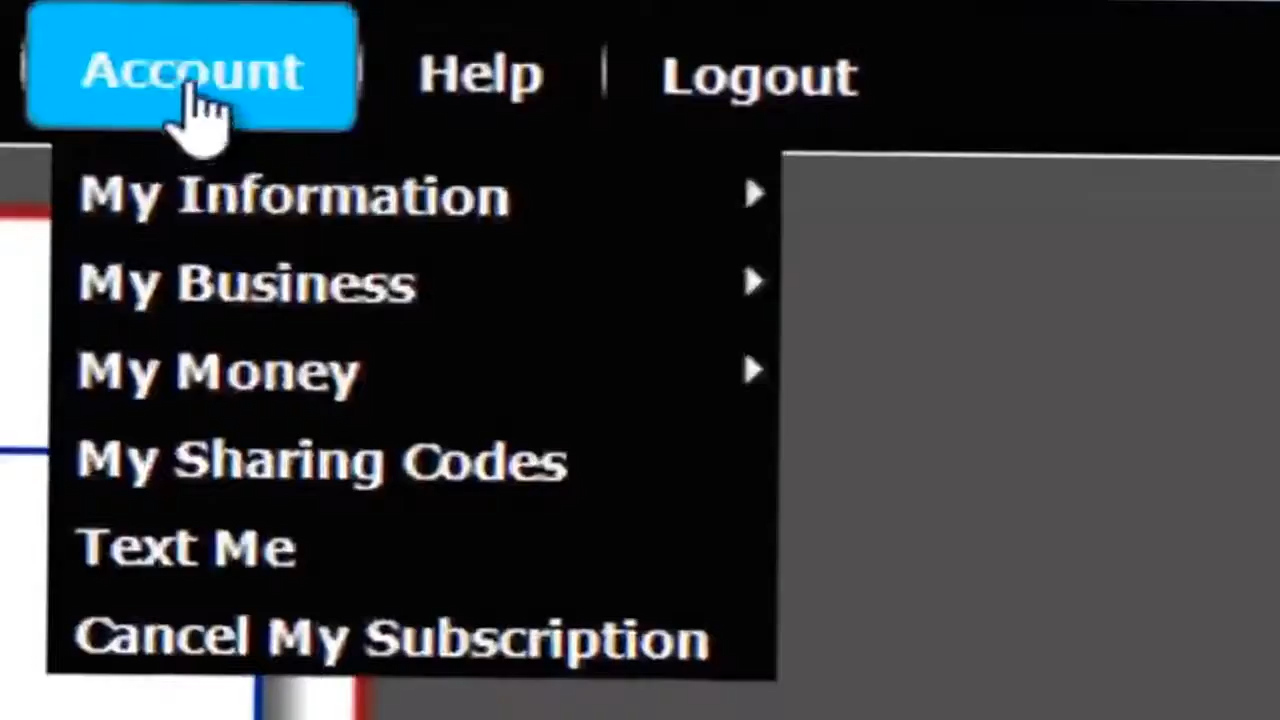 Account Help Logout
My Information
My Business
My Money
My Sharing Codes
Text Me
Cancel My Subscription